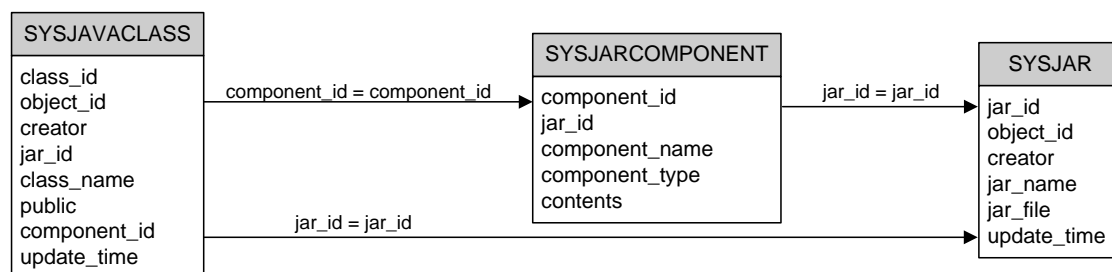 SYSJAVACLASS
class_id
object_id
creator
jar_id
class_name
public
component_id
update_time
component_id = component_id
jar_id = jar_id
SYSJARCOMPONENT
component_id
jar_id
component_name
component_type
contents
jar_id = jar_id
SYSJAR
jar_id
object_id
creator
jar_name
jar_file
update_time